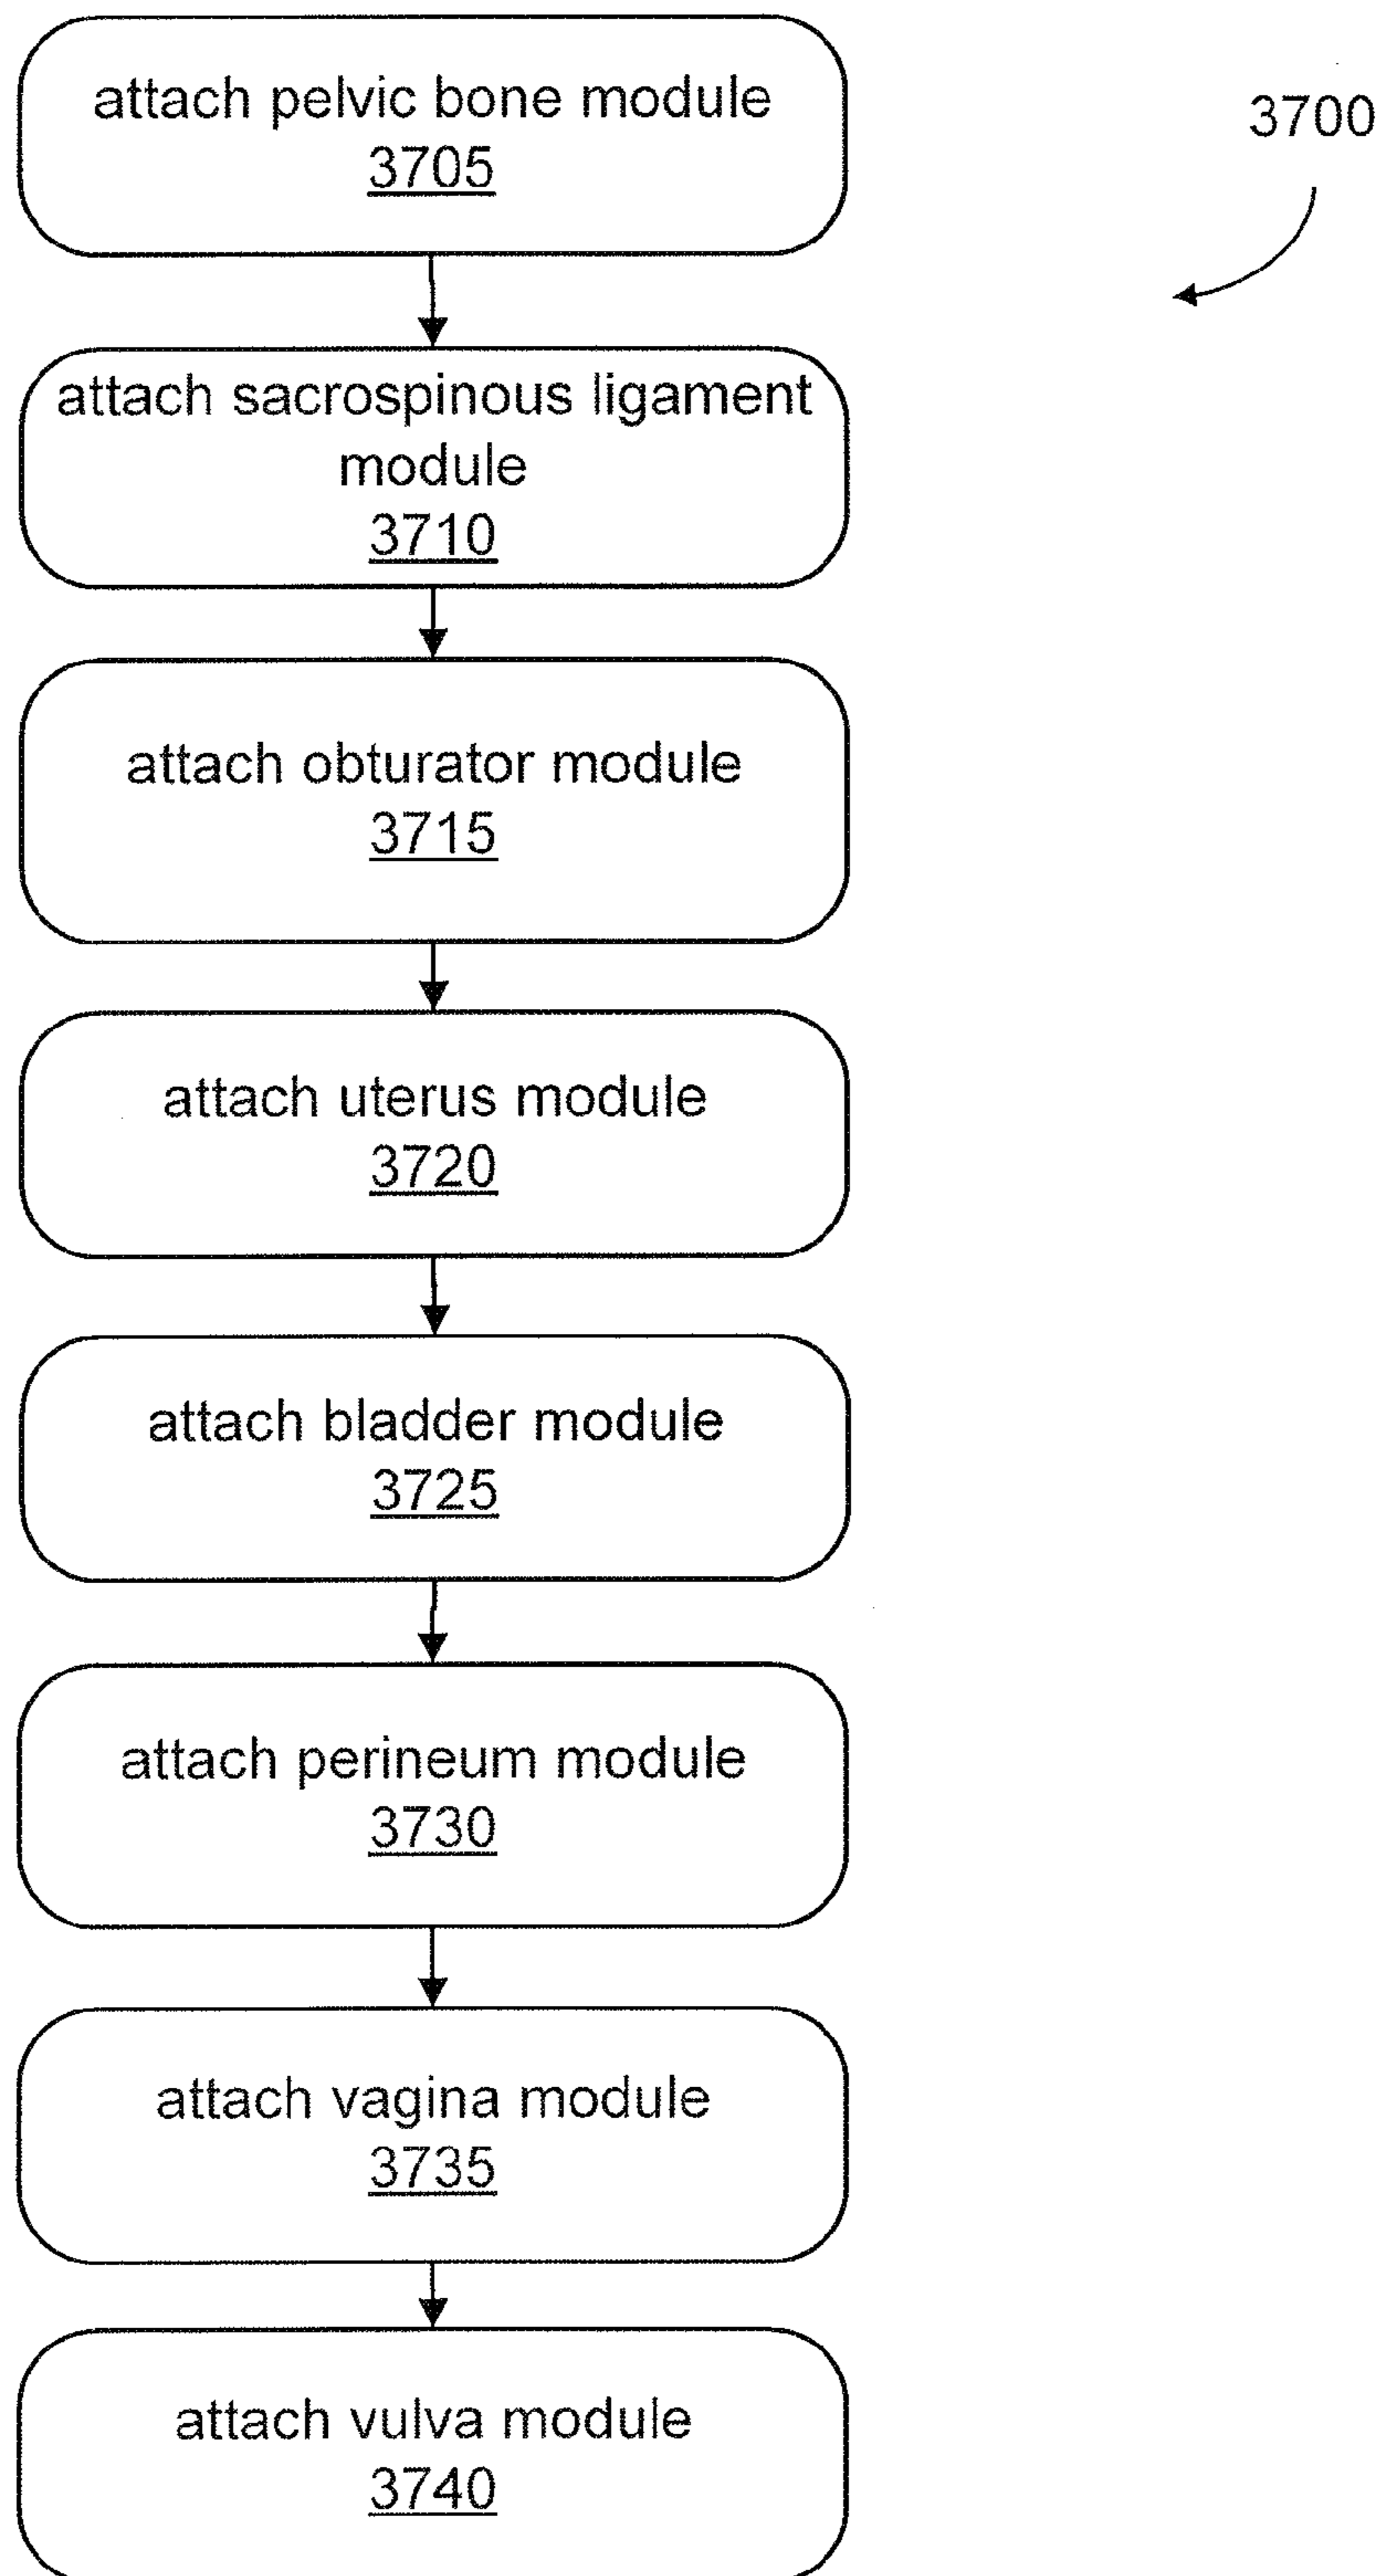 attach pelvic bone module
3705
3700
attach sacrospinous ligament
module
3710
attach obturator module
3715
attach uterus module
3720
attach bladder module
3725
attach perineum module
3730
attach vagina module
3735
attach vulva module
3740